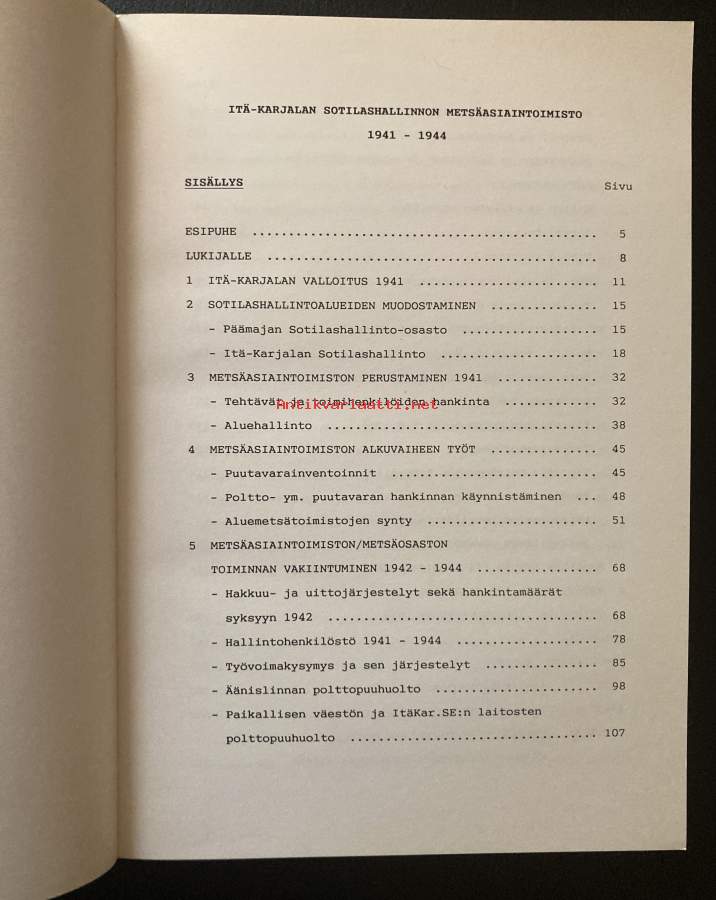 ITÄ-KARJALAN SOTILASHALLINNON METSÄASIAINTOIMISTO
1941 - 1944
SISÄLLYS Sivu
ESIPUHE ................................................ 5
LUKIJALLE .............................................. 8
1 ITÄ-KARJALAN VALLOITUS 1941 ......................... 11
2 SOTILASHALLINTOALUEIDEN MUODOSTAMINEN ............... 15
- Päämajan Sotilashallinto-osasto ................... 15
- Itä-Karjalan Sotilashallinto ...................... 18
3 METSÄASIAINTOIMISTON PERUSTAMINEN 1941 .............. 32
- Tehtävät ja toimihenkilöiden hankinta ............. 32
antikvariaatti.net
- Aluehallinto ...................................... 38
4 METSÄASIAINTOIMISTON ALKUVAIHEEN TYÖT ............... 45
- Puutavarainventoinnit ............................. 45
- Poltto- ym. puutavaran hankinnan käynnistäminen ... 48
- Aluemetsätoimistojen synty ........................ 51
5 METSÄASIAINTOIMISTON/METSÄOSASTON
TOIMINNAN VAKIINTUMINEN 1942 - 1944 ................. 68
- Hakkuu- ja uittojärjestelyt sekä hankintamäärät
syksyyn 1942 ...................................... 68
- Hallintohenkilöstö 1941 - 1944 .................... 78
- Työvoimakysymys ja sen järjestelyt ................ 85
- Äänislinnan polttopuuhuolto ....................... 98
- Paikallisen väestön ja ItäKar.SE:n laitosten
polttopuuhuolto ................................... 107